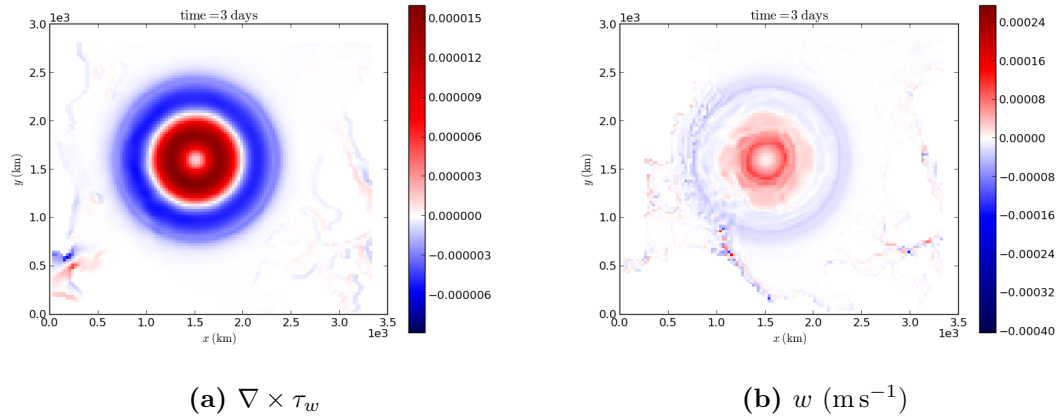 time = 3 days
1e3
3.0
2.5
2.0
1.5
1.0
0.5
0.0
y (km)
0.0 0.5 1.0 1.5 2.0 2.5 3.0 3.5
1e3
x (km)
0.000015
0.000012
0.000009
0.000006
0.000003
0.000000
−0.000003
−0.000006
time = 3 days
1e3
3.0
2.5
2.0
1.5
1.0
0.5
0.0
y (km)
0.0 0.5 1.0 1.5 2.0 2.5 3.0 3.5
1e3
x (km)
0.00024
0.00016
0.00008
0.00000
−0.00008
−0.00016
−0.00024
−0.00032
−0.00040
(a) ∇ × τ_w
(b) w (m s⁻¹)